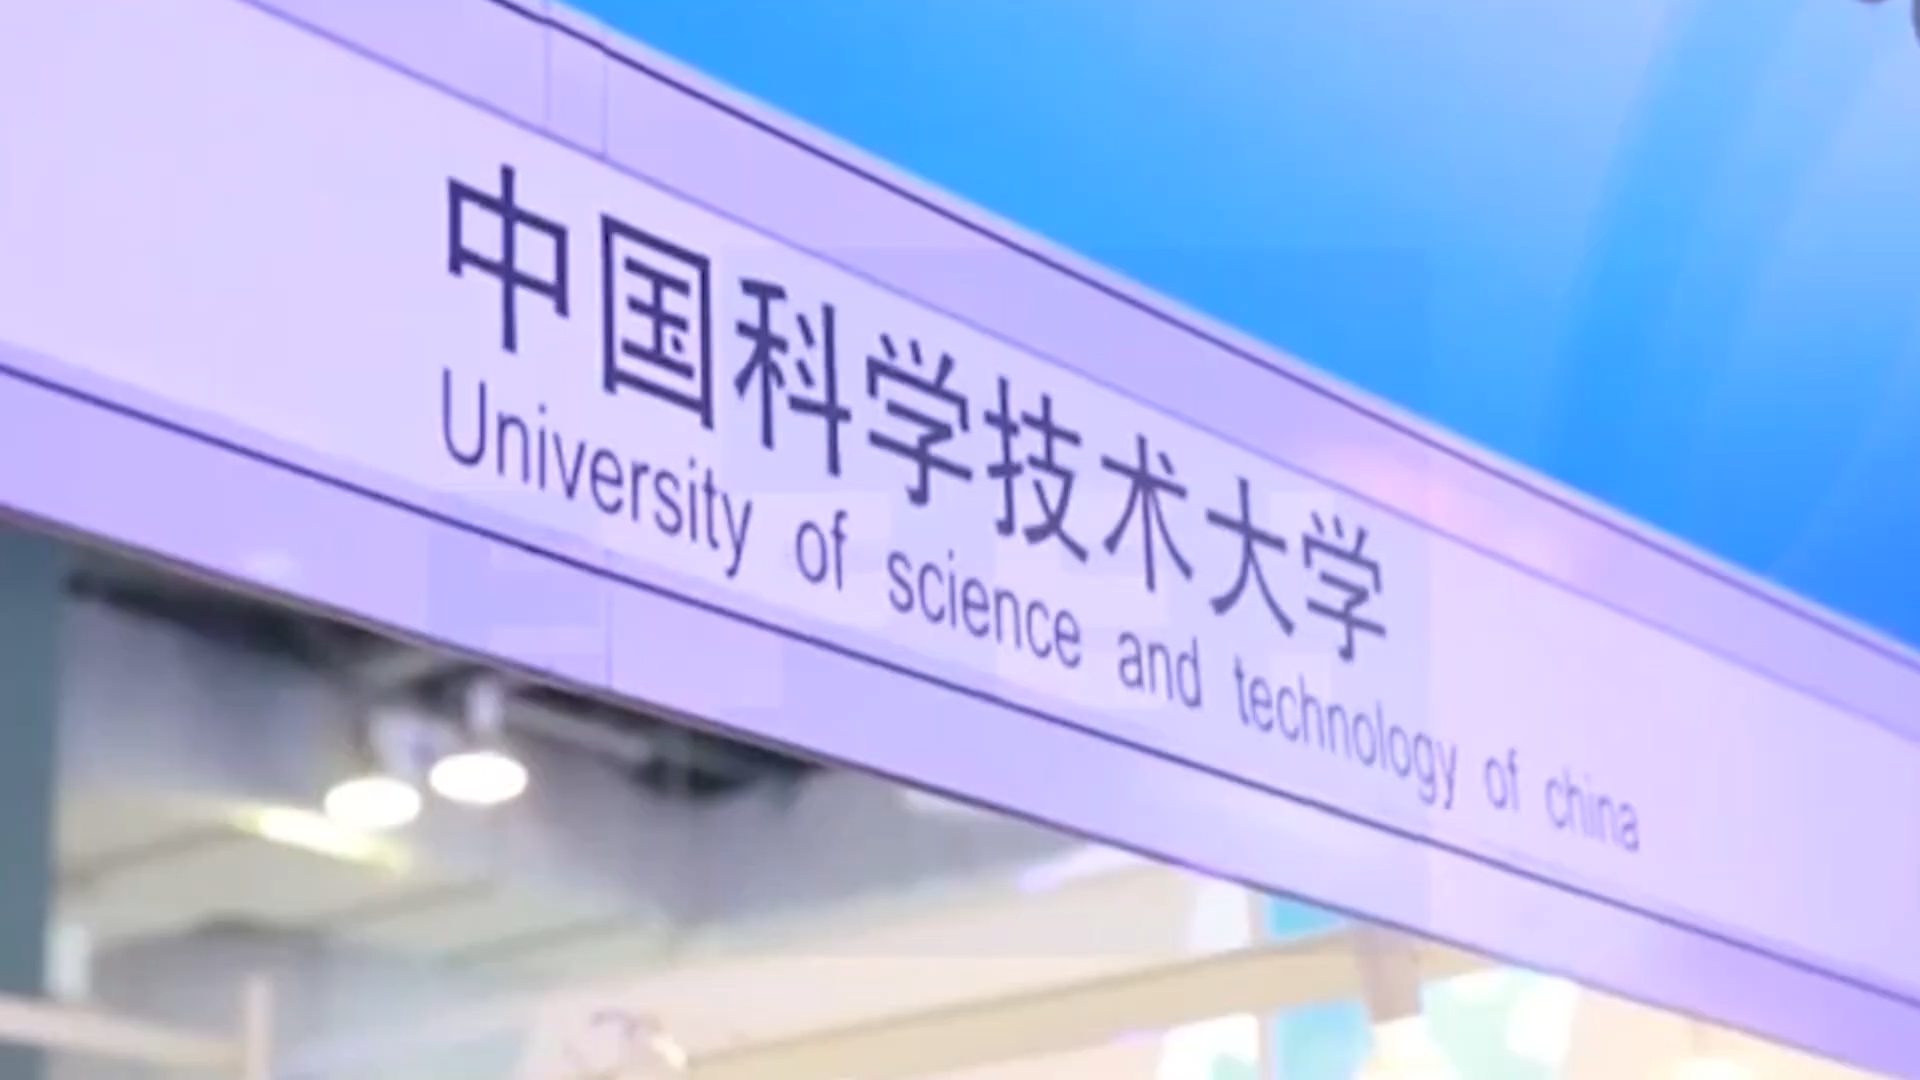 中国科学技术大学
University of science and technology of china